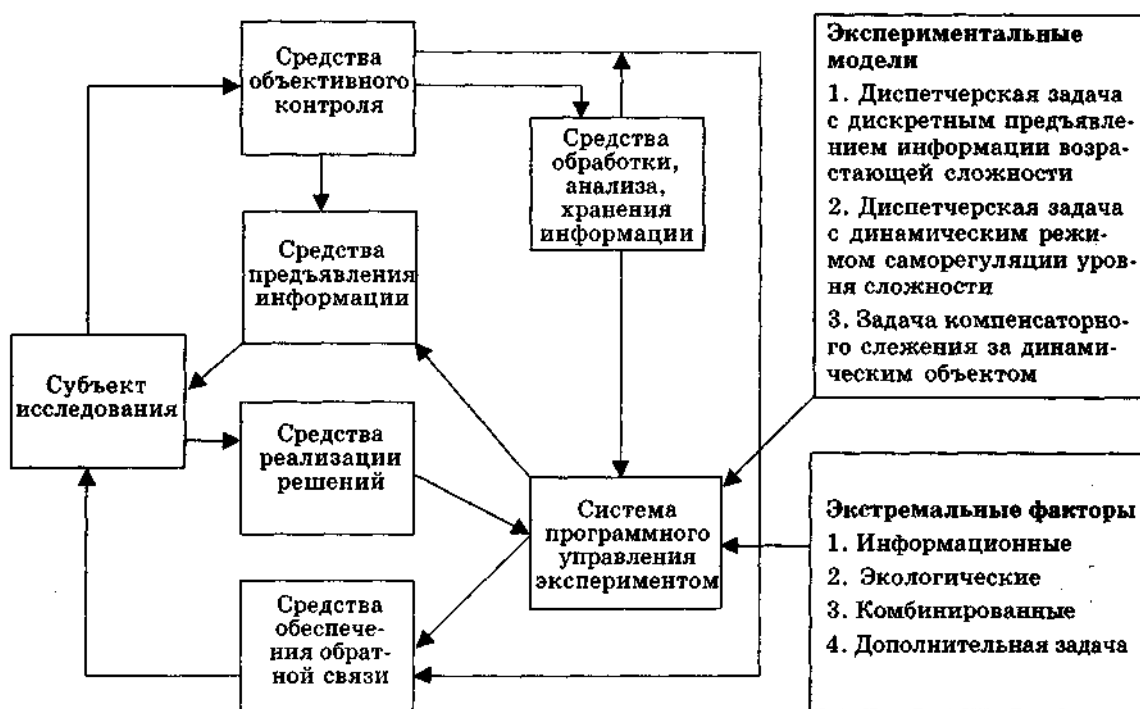 Средства
объективного
контроля
Средства
обработки,
анализа,
хранения
информации
Средства
предъявления
информации
Субъект
исследования
Средства
реализации
решений
Система
программного
управления
экспериментом
Средства
обеспече-
ния обрат-
ной связи
Экспериментальные
модели
1. Диспетчерская задача
с дискретным предъявле-
нием информации возра-
стающей сложности
2. Диспетчерская задача
с динамическим режи-
мом саморегуляции уров-
ня сложности
3. Задача компенсаторно-
го слежения за динами-
ческим объектом
Экстремальные факторы
1. Информационные
2. Экологические
3. Комбинированные
4. Дополнительная задача